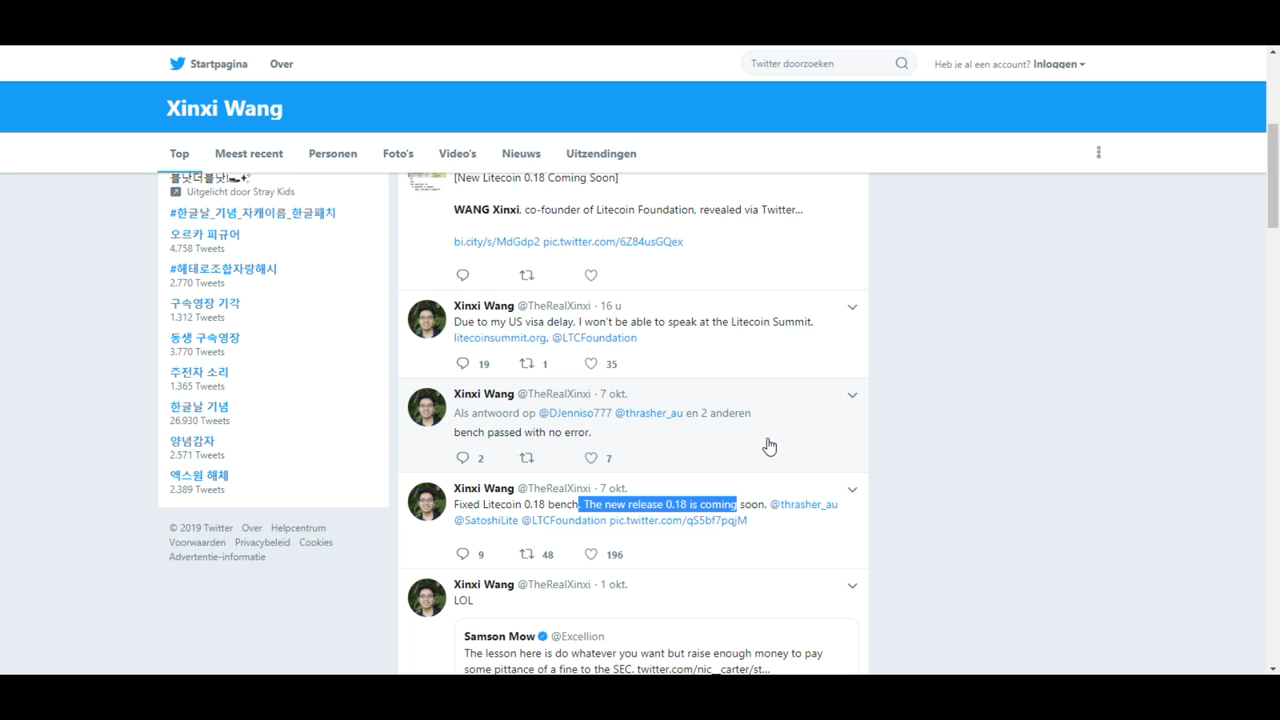 Startpagina
Over
Twitter doorzoeken
Heb je al een account? Inloggen
Xinxi Wang
Top
Meest recent
Personen
Foto's
Video's
Nieuws
Uitzendingen
Uitgelicht door Stray Kids
#한글날_기념_자캐이름_한글패치
오르카 피규어
4.758 Tweets
#헤테로조합자랑해시
2.770 Tweets
구속영장 기각
1.312 Tweets
동생 구속영장
3.770 Tweets
주전자 소리
1.365 Tweets
한글날 기념
26.930 Tweets
양념감자
2.571 Tweets
엑스원 해체
2.389 Tweets
© 2019 Twitter Over Helpcentrum
Voorwaarden Privacybeleid Cookies
Advertentie-informatie
[New Litecoin 0.18 Coming Soon]
WANG Xinxi, co-founder of Litecoin Foundation, revealed via Twitter...
bi.city/s/MdGdp2 pic.twitter.com/6Z84usGQex
Xinxi Wang @TheRealXinxi · 16 u
Due to my US visa delay, I won't be able to speak at the Litecoin Summit.
litecoinsummit.org. @LTCFoundation
19 1 35
Xinxi Wang @TheRealXinxi · 7 okt.
Als antwoord op @DJenniso777 @thrasher_au en 2 anderen
bench passed with no error.
2 7
Xinxi Wang @TheRealXinxi · 7 okt.
Fixed Litecoin 0.18 bench. The new release 0.18 is coming soon. @thrasher_au
@SatoshiLite @LTCFoundation pic.twitter.com/qS5bf7pqjM
9 48 196
Xinxi Wang @TheRealXinxi · 1 okt.
LOL
Samson Mow @Excellion
The lesson here is do whatever you want but raise enough money to pay
some pittance of a fine to the SEC. twitter.com/nic__carter/st...